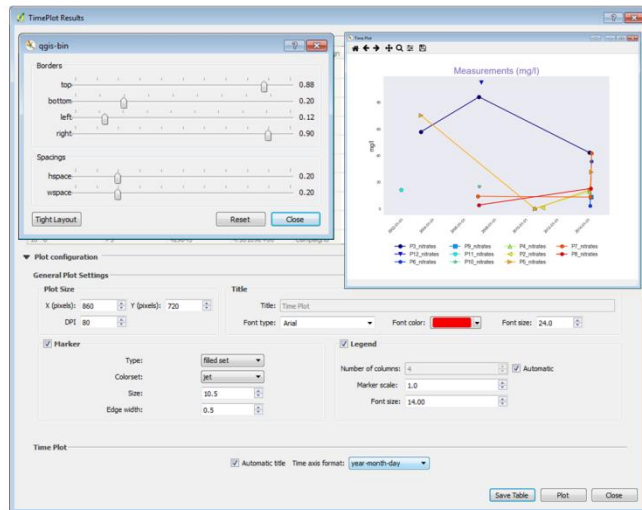 TimePlot Results
qgis-bin
Borders
top 0.88
bottom 0.20
left 0.12
right 0.90
Spacings
hspace 0.20
wspace 0.20
Tight Layout Reset Close
Time Plot
Measurements (mg/l)
mg/l
P3_nitrates P9_nitrates P4_nitrates P7_nitrates
P12_nitrates P11_nitrates P2_nitrates P8_nitrates
P6_nitrates P10_nitrates P5_nitrates
Plot configuration
General Plot Settings
Plot Size
X (pixels): 860 Y (pixels): 720
DPI 80
Title
Title: Time Plot
Font type: Arial Font color: Font size: 24.0
Marker
Type: filled set
Colorset: jet
Size: 10.5
Edge width: 0.5
Legend
Number of columns: 4 Automatic
Marker scale: 1.0
Font size: 14.00
Time Plot
Automatic title Time axis format: year-month-day
Save Table Plot Close